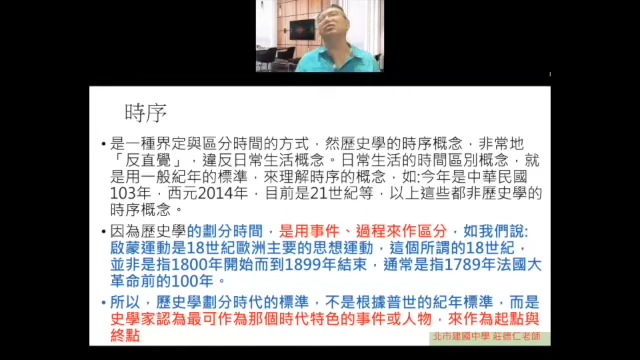 時序
•是一種界定與區分時間的方式，然歷史學的時序概念，非常地
「反直覺」，違反日常生活概念。日常生活的時間區別概念，就
是用一般紀年的標準，來理解時序的概念，如:今年是中華民國
103年，西元2014年，目前是21世紀等，以上這些都非歷史學的
時序概念。
•因為歷史學的劃分時間，是用事件、過程來作區分，如我們說:
啟蒙運動是18世紀歐洲主要的思想運動，這個所謂的18世紀，
並非是指1800年開始而到1899年結束，通常是指1789年法國大
革命前的100年。
•所以，歷史學劃分時代的標準，不是根據普世的紀年標準，而是
史學家認為最可作為那個時代特色的事件或人物，來作為起點與
終點
北市建國中學 莊德仁老師